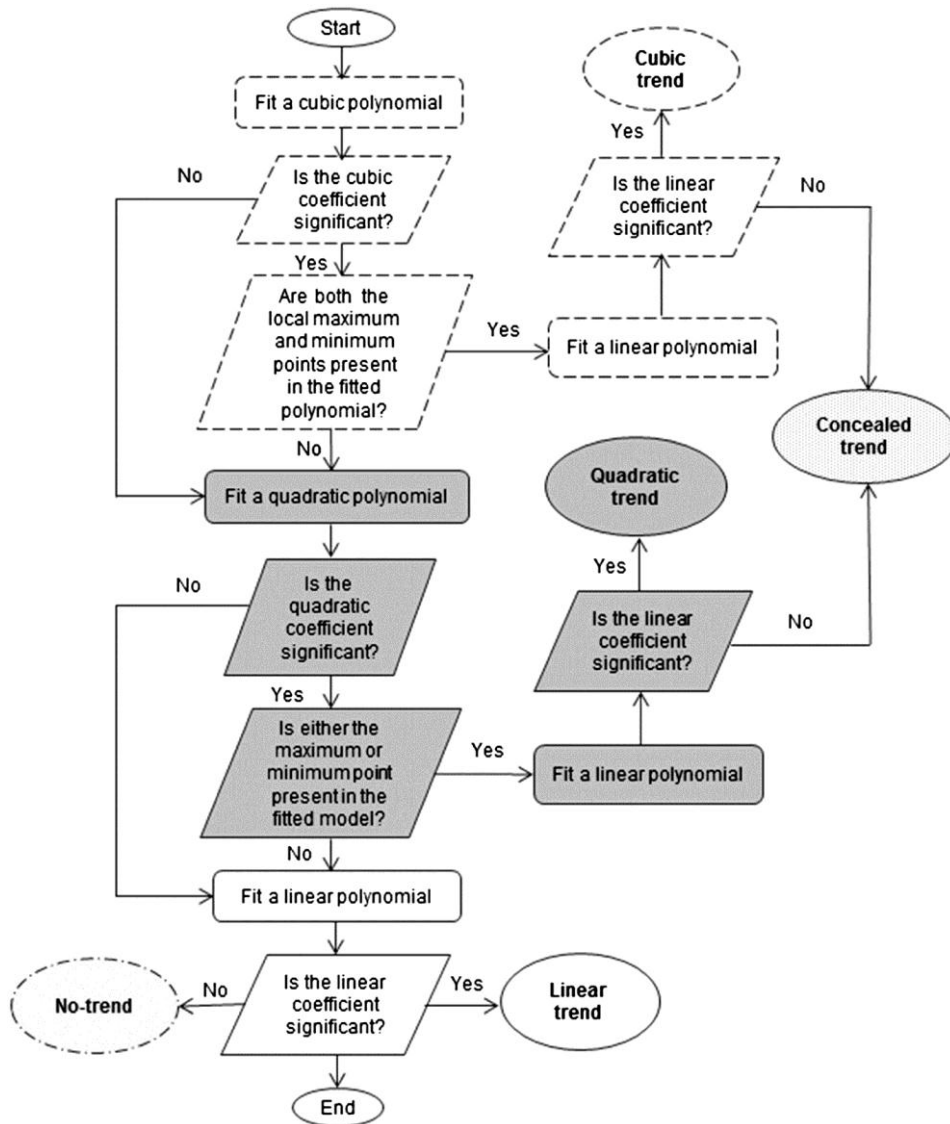 Start
Fit a cubic polynomial
No
Is the cubic
coefficient
significant?
Yes
Are both the
local maximum
and minimum
points present
in the fitted
polynomial?
Yes
Fit a linear polynomial
Is the linear
coefficient
significant?
Yes
Cubic
trend
No
Concealed
trend
No
Fit a quadratic polynomial
No
Is the
quadratic
coefficient
significant?
Yes
Is either the
maximum or
minimum point
present in the
fitted model?
Yes
Fit a linear polynomial
Is the linear
coefficient
significant?
Yes
Quadratic
trend
No
No
Fit a linear polynomial
Is the linear
coefficient
significant?
No
No-trend
Yes
Linear
trend
End